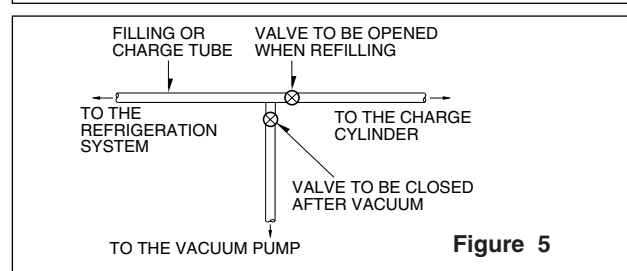 FILLING OR
CHARGE TUBE
VALVE TO BE OPENED
WHEN REFILLING
TO THE
REFRIGERATION
SYSTEM
TO THE CHARGE
CYLINDER
VALVE TO BE CLOSED
AFTER VACUUM
TO THE VACUUM PUMP
Figure 5